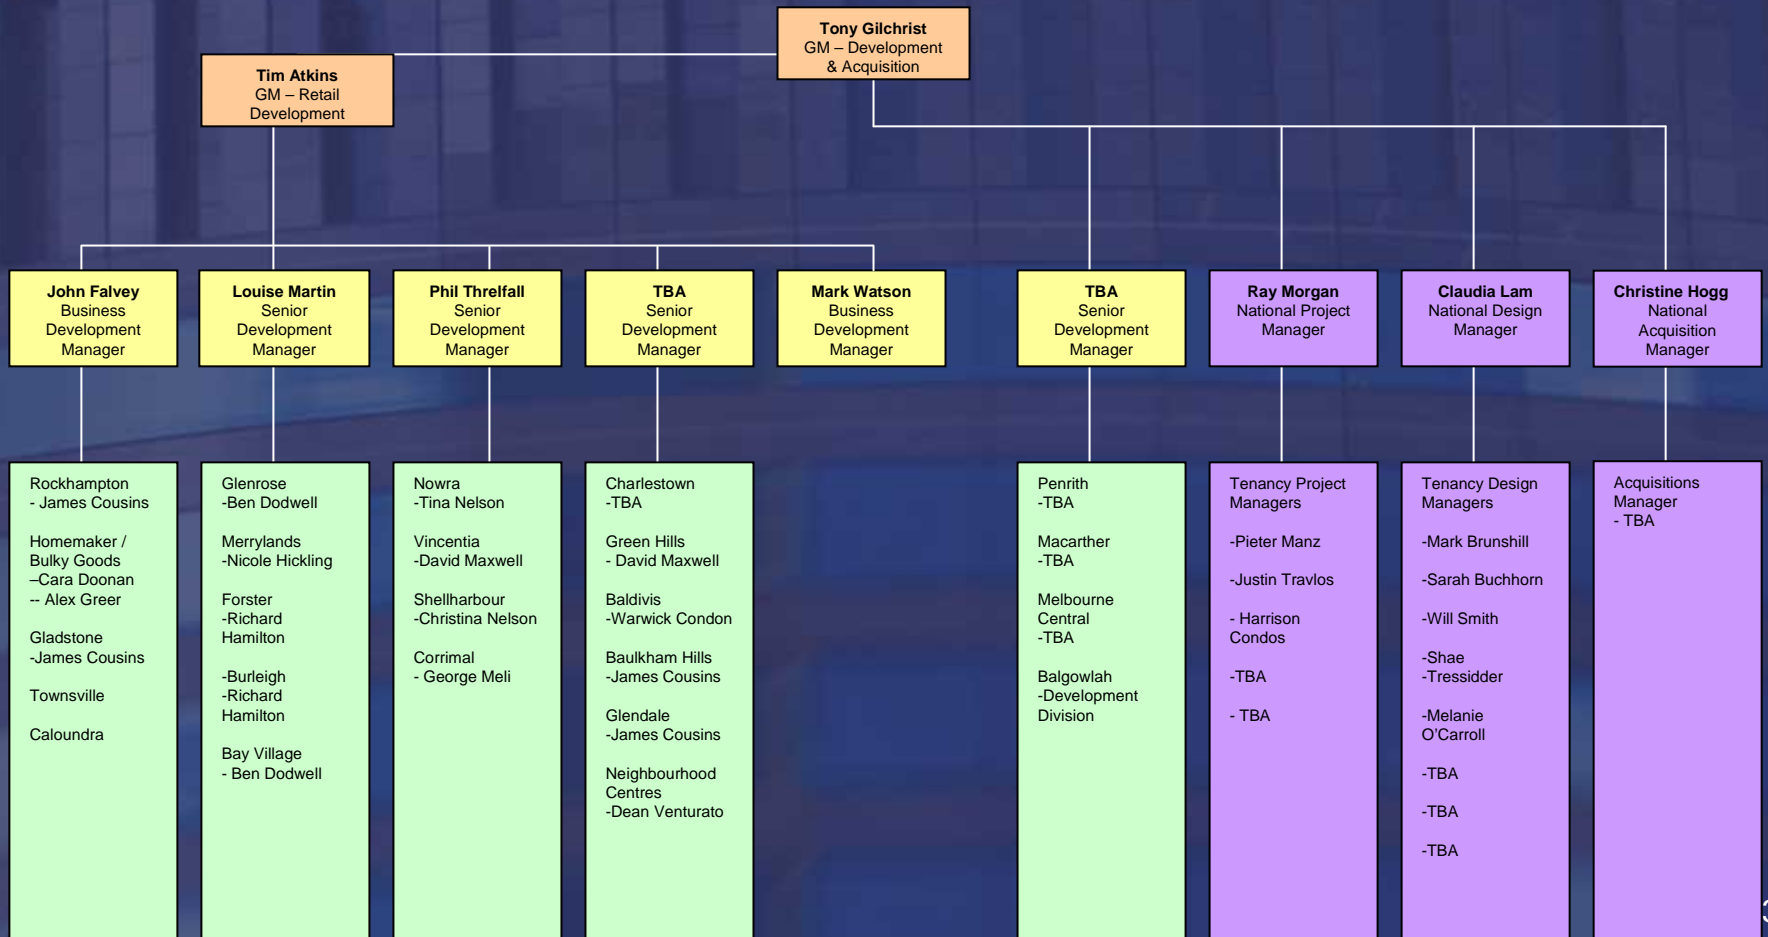 Tony Gilchrist
GM – Development
& Acquisition
Tim Atkins
GM – Retail
Development
John Falvey
Business
Development
Manager
Louise Martin
Senior
Development
Manager
Phil Threlfall
Senior
Development
Manager
TBA
Senior
Development
Manager
Mark Watson
Business
Development
Manager
TBA
Senior
Development
Manager
Ray Morgan
National Project
Manager
Claudia Lam
National Design
Manager
Christine Hogg
National
Acquisition
Manager
Rockhampton
- James Cousins
Homemaker /
Bulky Goods
–Cara Doonan
-- Alex Greer
Gladstone
-James Cousins
Townsville
Caloundra
Glenrose
-Ben Dodwell
Merrylands
-Nicole Hickling
Forster
-Richard
Hamilton
-Burleigh
-Richard
Hamilton
Bay Village
- Ben Dodwell
Nowra
-Tina Nelson
Vincentia
-David Maxwell
Shellharbour
-Christina Nelson
Corrimal
- George Meli
Charlestown
-TBA
Green Hills
- David Maxwell
Baldivis
-Warwick Condon
Baulkham Hills
-James Cousins
Glendale
-James Cousins
Neighbourhood
Centres
-Dean Venturato
Penrith
-TBA
Macarther
-TBA
Melbourne
Central
-TBA
Balgowlah
-Development
Division
Tenancy Project
Managers
-Pieter Manz
-Justin Travlos
- Harrison
Condos
-TBA
- TBA
Tenancy Design
Managers
-Mark Brunshill
-Sarah Buchhorn
-Will Smith
-Shae
-Tressidder
-Melanie
O'Carroll
-TBA
-TBA
-TBA
Acquisitions
Manager
- TBA